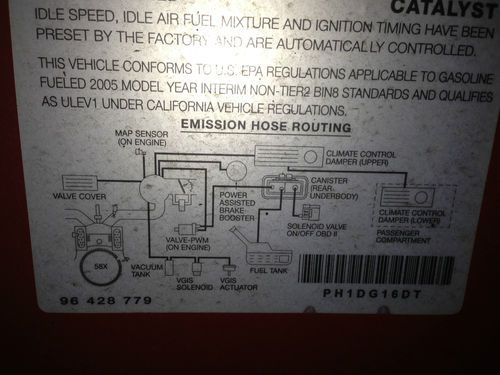 CATALYST
IDLE SPEED, IDLE AIR FUEL MIXTURE AND IGNITION TIMING HAVE BEEN
PRESET BY THE FACTORY AND ARE AUTOMATICALLY CONTROLLED.
THIS VEHICLE CONFORMS TO U.S. EPA REGULATIONS APPLICABLE TO GASOLINE
FUELED 2005 MODEL YEAR INTERIM NON-TIER2 BIN8 STANDARDS AND QUALIFIES
AS ULEV1 UNDER CALIFORNIA VEHICLE REGULATIONS.
EMISSION HOSE ROUTING
MAP SENSOR
(ON ENGINE)
CLIMATE CONTROL
DAMPER (UPPER)
VALVE COVER
POWER
ASSISTED
BRAKE
BOOSTER
CANISTER
(REAR
UNDERBODY)
CLIMATE CONTROL
DAMPER (LOWER)
VALVE-PWM
(ON ENGINE)
SOLENOID VALVE
ON/OFF OBD II
PASSENGER
COMPARTMENT
58X
VACUUM
TANK
VGIS
SOLENOID
VGIS
ACTUATOR
FUEL TANK
96 428 779
PH1DG16DT